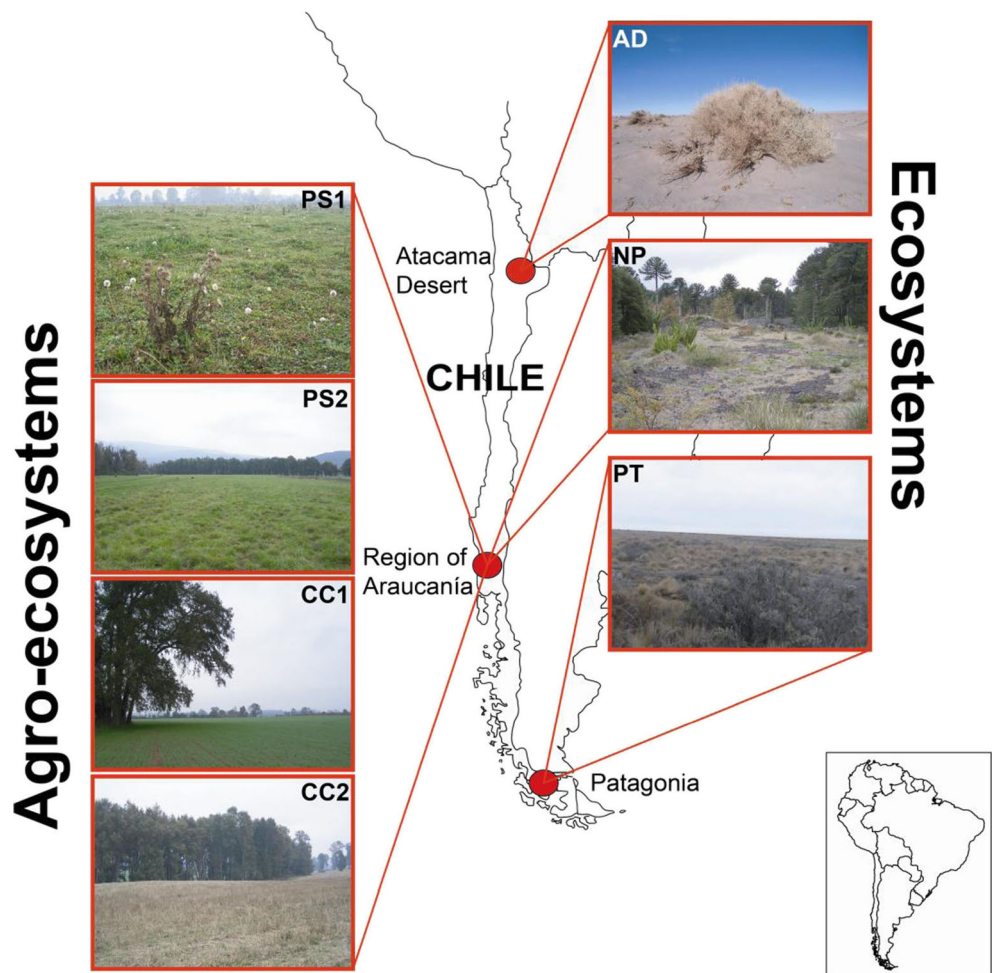 AD
PS1
Ecosystems
NP
Atacama
Desert
CHILE
PS2
Agro-ecosystems
PT
Region of
Araucanía
CC1
Patagonia
CC2